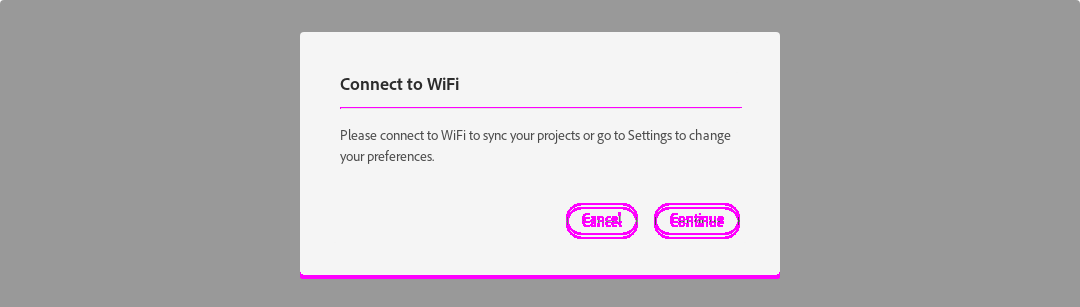 Connect to WiFi
Please connect to WiFi to sync your projects or go to Settings to change
your preferences.
Cancel Continue